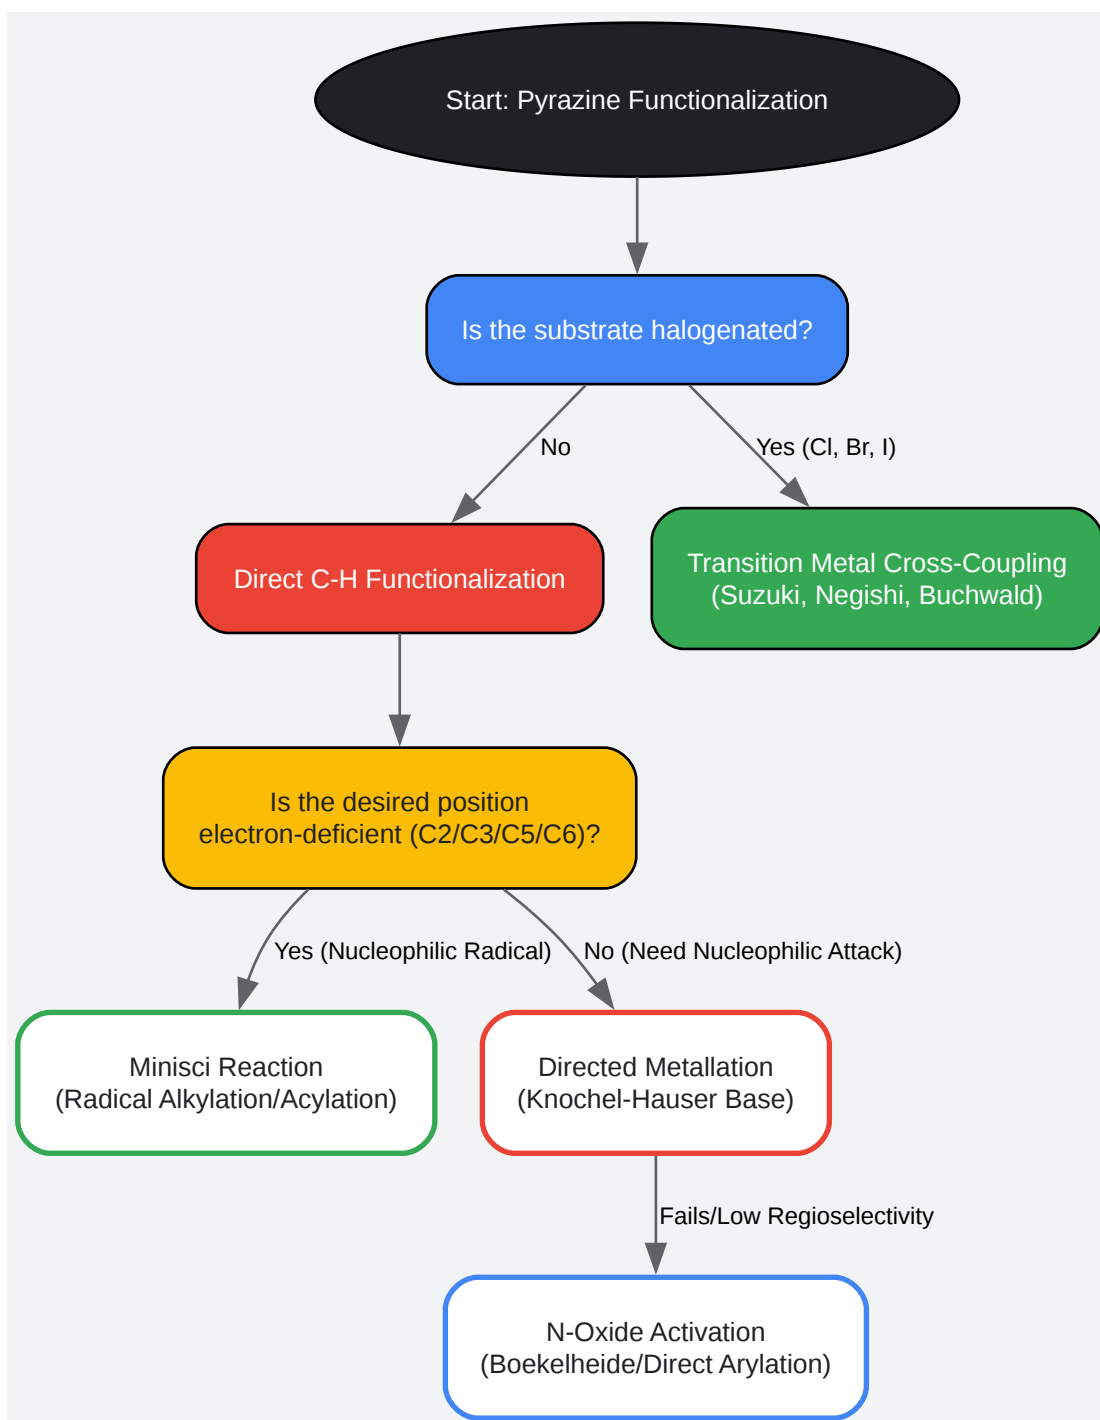 Start: Pyrazine Functionalization
Is the substrate halogenated?
No
Yes (Cl, Br, I)
Direct C-H Functionalization
Transition Metal Cross-Coupling
(Suzuki, Negishi, Buchwald)
Is the desired position
electron-deficient (C2/C3/C5/C6)?
Yes (Nucleophilic Radical)
No (Need Nucleophilic Attack)
Minisci Reaction
(Radical Alkylation/Acylation)
Directed Metallation
(Knochel-Hauser Base)
Fails/Low Regioselectivity
N-Oxide Activation
(Boekelheide/Direct Arylation)